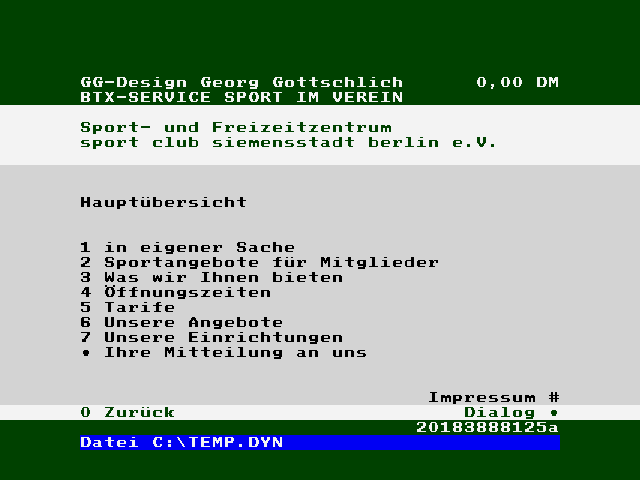 GG-Design Georg Gottschlich 0,00 DM
BTX-SERVICE SPORT IM VEREIN
Sport- und Freizeitzentrum
sport club siemensstadt berlin e.V.
Hauptübersicht
1 in eigener Sache
2 Sportangebote für Mitglieder
3 Was wir Ihnen bieten
4 Öffnungszeiten
5 Tarife
6 Unsere Angebote
7 Unsere Einrichtungen
• Ihre Mitteilung an uns
Impressum #
0 Zurück Dialog •
20183888125a
Datei C:\TEMP.DYN